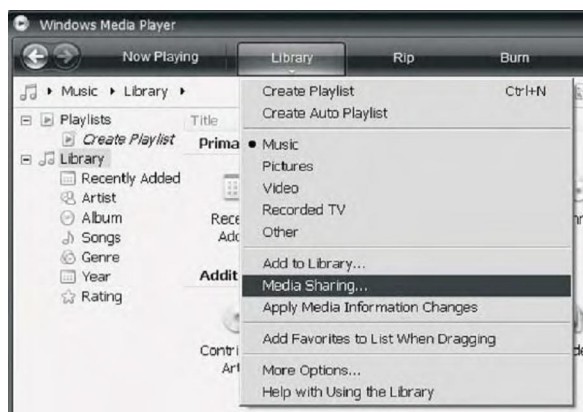 Windows Media Player
Now Playing Library Rip Burn
Music Library
Playlists
Create Playlist
Library
Recently Added
Artist
Album
Songs
Genre
Year
Rating
Title
Prima
Rece
Add
Addit
Contri
Art
Create Playlist Ctrl+N
Create Auto Playlist
Music
Pictures
Video
Recorded TV
Other
Add to Library...
Media Sharing...
Apply Media Information Changes
Add Favorites to List When Dragging
More Options...
Help with Using the Library